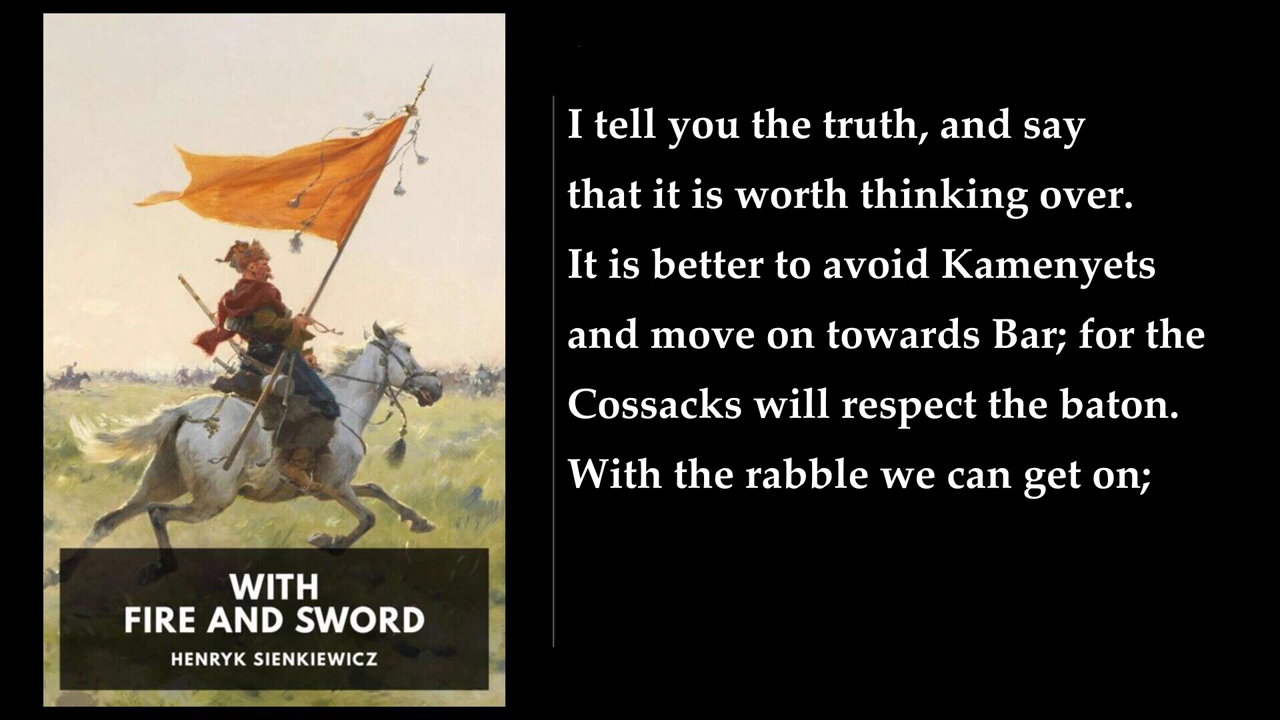 WITH
FIRE AND SWORD
HENRYK SIENKIEWICZ
I tell you the truth, and say
that it is worth thinking over.
It is better to avoid Kamenyets
and move on towards Bar; for the
Cossacks will respect the baton.
With the rabble we can get on;